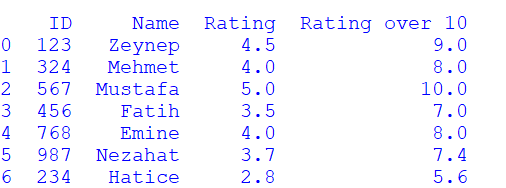 ID Name Rating Rating over 10
0 123 Zeynep 4.5 9.0
1 324 Mehmet 4.0 8.0
2 567 Mustafa 5.0 10.0
3 456 Fatih 3.5 7.0
4 768 Emine 4.0 8.0
5 987 Nezahat 3.7 7.4
6 234 Hatice 2.8 5.6